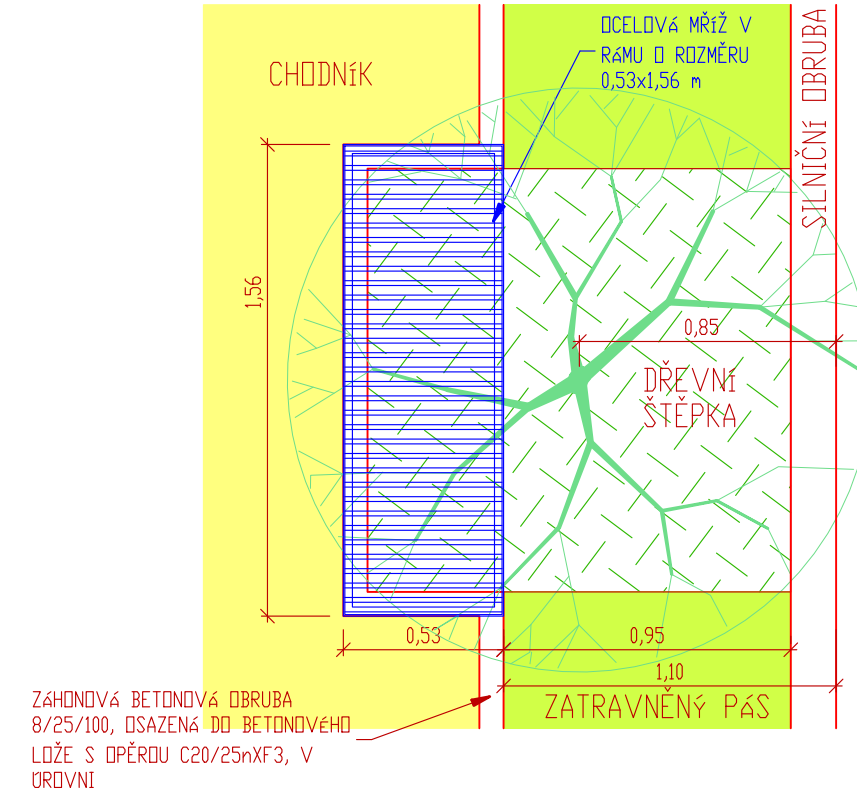 OCELOVÁ MŘÍŽ V
RÁMU O ROZMĚRU
0,53x1,56 m
CHODNÍK
SILNIČNÍ OBRUBA
1,56
0,85
DŘEVNÍ
ŠTĚPKA
0,53
0,95
1,10
ZATRAVNĚNÝ PÁS
ZÁHONOVÁ BETONOVÁ OBRUBA
8/25/100, OSAZENÁ DO BETONOVÉHO
LOŽE S OPĚROU C20/25nXF3, V
ÚROVNI